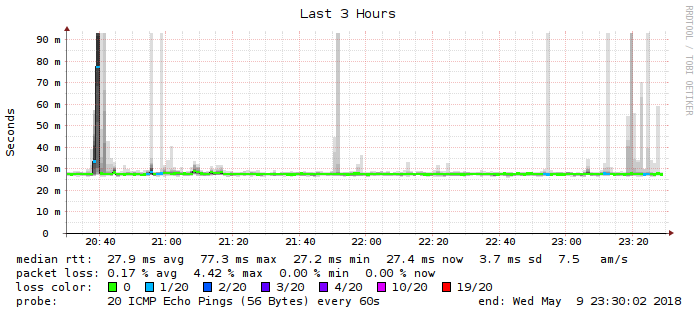 Last 3 Hours
RRDTOOL / TOBI OETIKER
Seconds
90 m
80 m
70 m
60 m
50 m
40 m
30 m
20 m
10 m
0
20:40 21:00 21:20 21:40 22:00 22:20 22:40 23:00 23:20
median rtt: 27.9 ms avg 77.3 ms max 27.2 ms min 27.4 ms now 3.7 ms sd 7.5 am/s
packet loss: 0.17 % avg 4.42 % max 0.00 % min 0.00 % now
loss color: 0 1/20 2/20 3/20 4/20 10/20 19/20
probe: 20 ICMP Echo Pings (56 Bytes) every 60s end: Wed May 9 23:30:02 2018